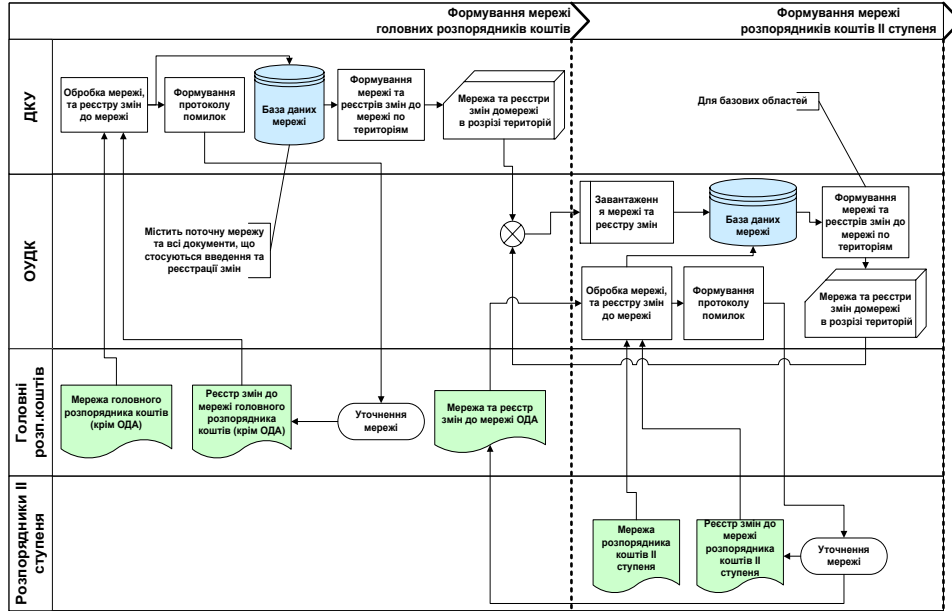 Формування мережі
головних розпорядників коштів
Формування мережі
розпорядників коштів ІІ ступеня
ДКУ
Обробка мережі,
та реєстру змін
до мережі
Формування
протоколу
помилок
База даних
мережі
Формування
мережі та
реєстрів змін до
мережі по
територіям
Мережа та реєстри
змін домережі
в розрізі територій
Для базових областей
ОУДК
Містить поточну мережу
та всі документи, що
стосуються введення та
реєстрації змін
Завантаженн
я мережі та
реєстру змін
База даних
мережі
Формування
мережі та
реєстрів змін до
мережі по
територіям
Обробка мережі,
та реєстру змін
до мережі
Формування
протоколу
помилок
Мережа та реєстри
змін домережі
в розрізі територій
Головні
розп.коштів
Мережа головного
розпорядника коштів
(крім ОДА)
Реєстр змін до
мережі головного
розпорядника
коштів (крім ОДА)
Уточнення
мережі
Мережа та реєстр
змін до мережі ОДА
Розпорядники ІІ
ступеня
Мережа
розпорядника
коштів ІІ
ступеня
Реєстр змін до
мережі
розпорядника
коштів ІІ
ступеня
Уточнення
мережі